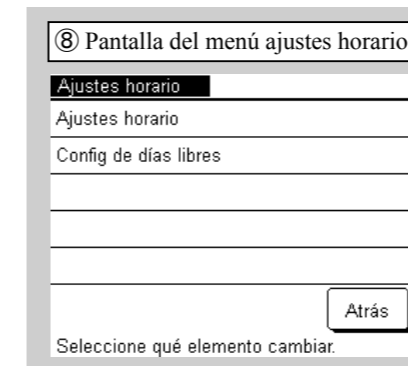 ⑧ Pantalla del menú ajustes horario
Ajustes horario
Ajustes horario
Config de días libres
Atrás
Seleccione qué elemento cambiar.